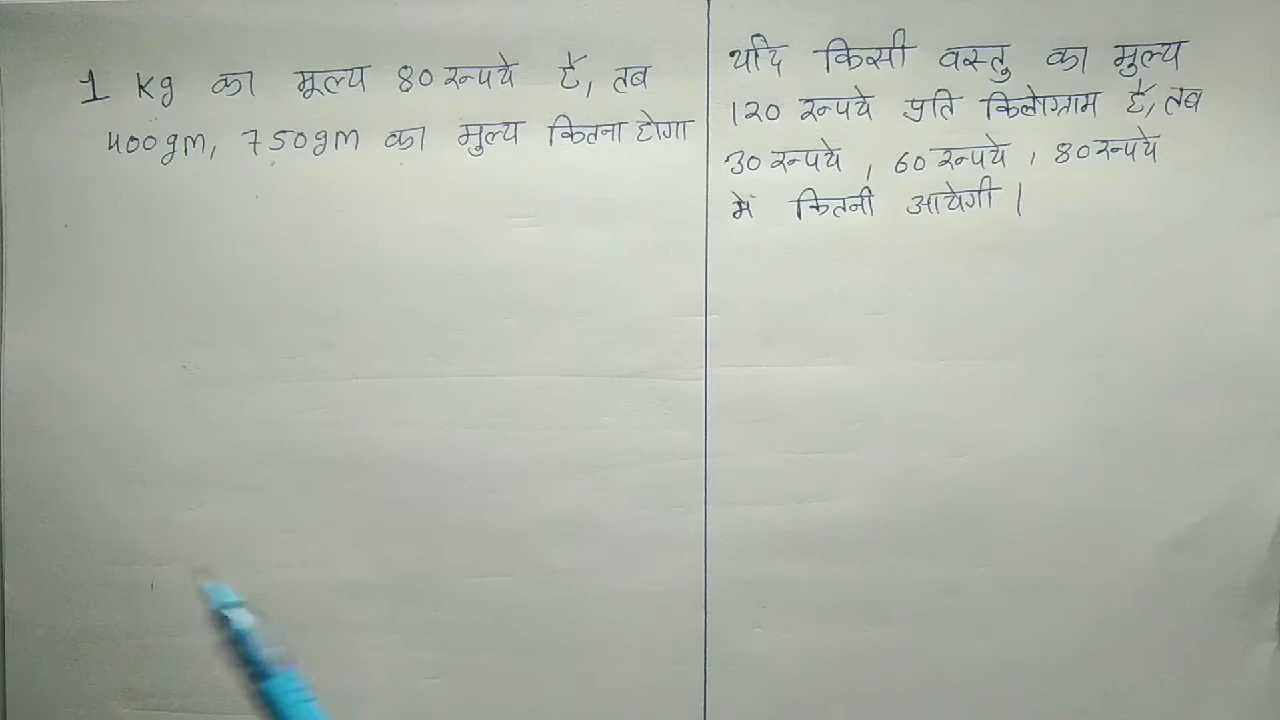 1 Kg का मूल्य 80 रूपये है, तब
400gm, 750gm का मुल्य कितना होगा
यदि किसी वस्तु का मुल्य
120 रूपये प्रति किलोग्राम है, तब
30 रूपये , 60 रूपये , 80 रूपये
में कितनी आयेगी ।